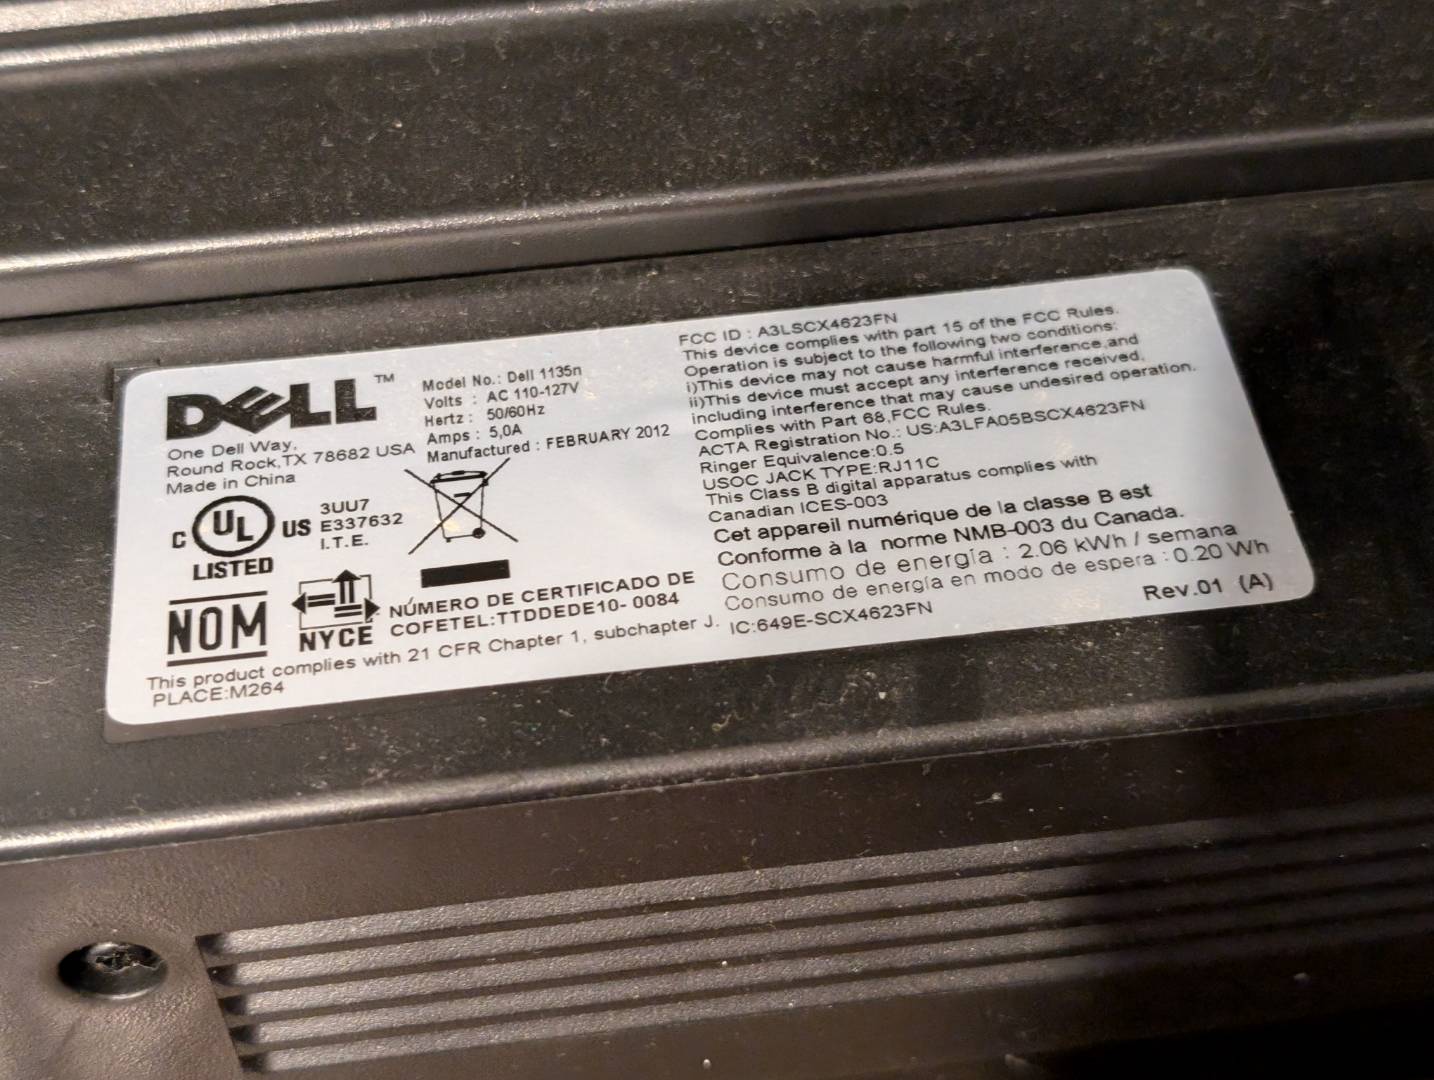 DELL™
One Dell Way,
Round Rock,TX 78682 USA
Made in China
Model No.: Dell 1135n
Volts : AC 110-127V
Hertz : 50/60Hz
Amps : 5,0A
Manufactured : FEBRUARY 2012
C UL US
LISTED
3UU7
E337632
I.T.E.
NOM
NYCE
NÚMERO DE CERTIFICADO DE
COFETEL:TTDDEDE10- 0084
This product complies with 21 CFR Chapter 1, subchapter J.
PLACE:M264
FCC ID : A3LSCX4623FN
This device complies with part 15 of the FCC Rules.
Operation is subject to the following two conditions:
i)This device may not cause harmful interference,and
ii)This device must accept any interference received,
including interference that may cause undesired operation.
Complies with Part 68,FCC Rules.
ACTA Registration No.: US:A3LFA05BSCX4623FN
Ringer Equivalence:0.5
USOC JACK TYPE:RJ11C
This Class B digital apparatus complies with
Canadian ICES-003
Cet appareil numérique de la classe B est
Conforme à la norme NMB-003 du Canada.
Consumo de energía : 2.06 kWh / semana
Consumo de energía en modo de espera : 0.20 Wh
IC:649E-SCX4623FN
Rev.01 (A)